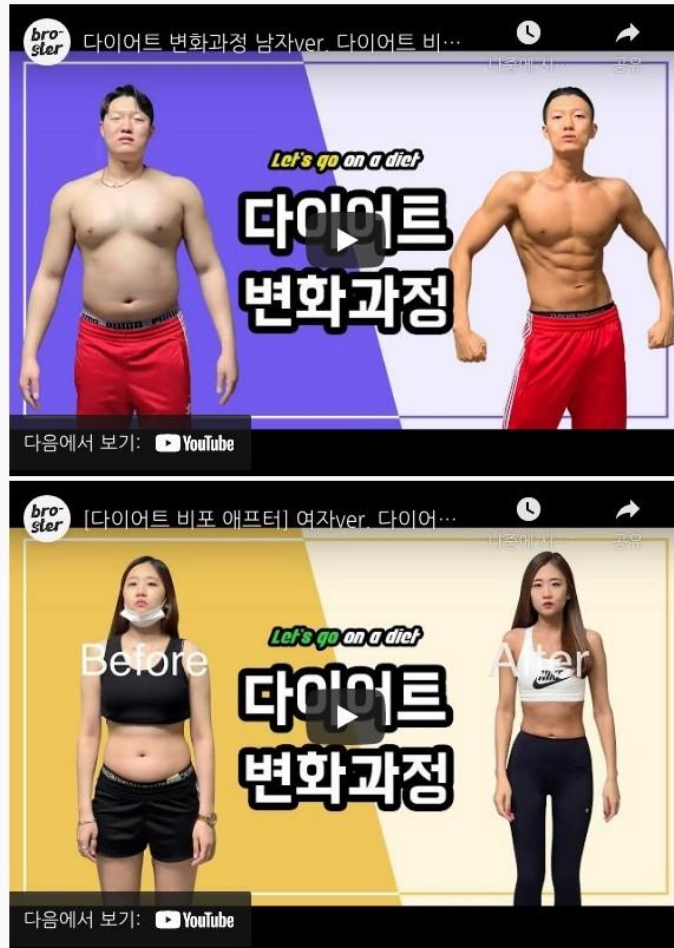 bro-
ster
다이어트 변화과정 남자ver. 다이어트 비…
나중에 시…
공유
Let's go on a diet
다이어트
변화과정
PUMA PUMA
다음에서 보기: YouTube
bro-
ster
[다이어트 비포 애프터] 여자ver. 다이어…
나중에 시…
공유
Before
After
Let's go on a diet
다이어트
변화과정
NIKE
다음에서 보기: YouTube